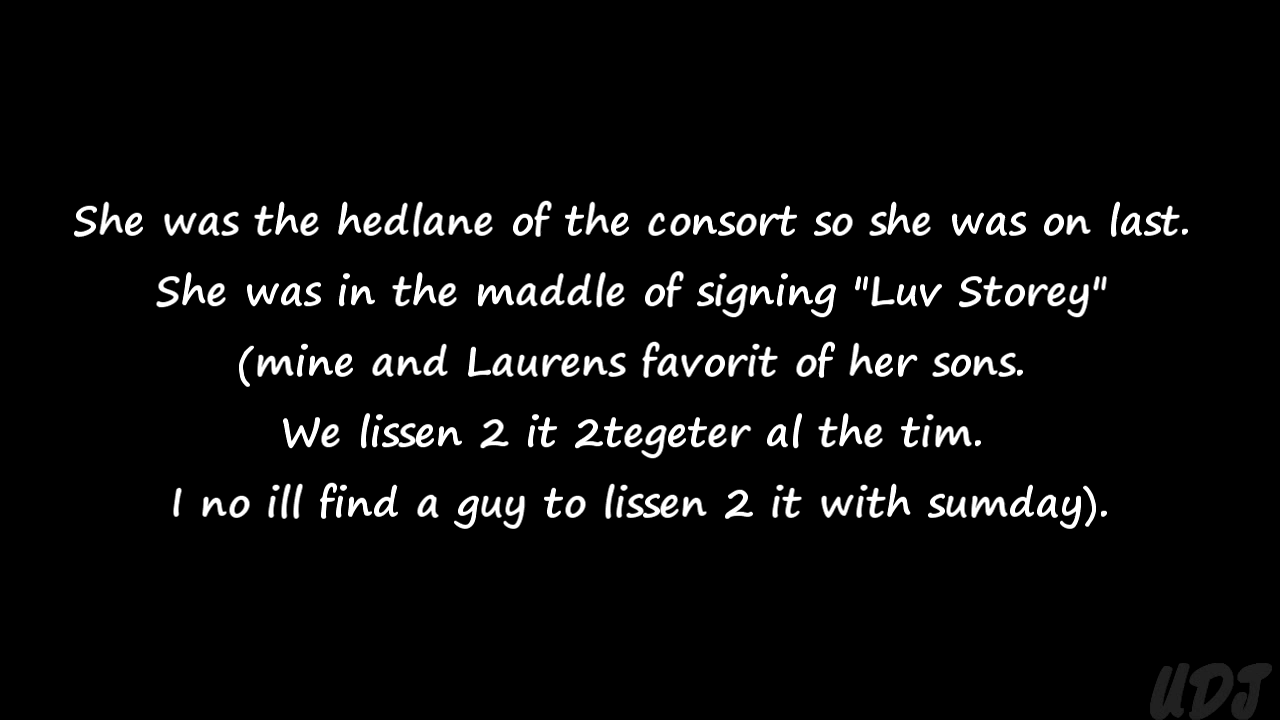 She was the hedlane of the consort so she was on last.
She was in the maddle of signing "Luv Storey"
(mine and Laurens favorit of her sons.
We lissen 2 it 2tegeter al the tim.
I no ill find a guy to lissen 2 it with sumday).
UDJ